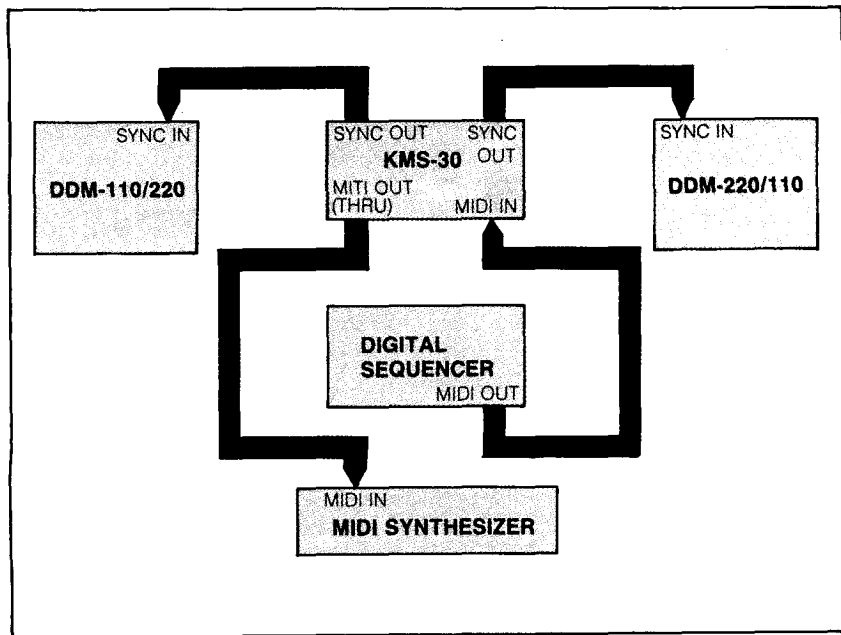 SYNC IN
DDM-110/220
SYNC OUT
SYNC
OUT
KMS-30
MITI OUT
(THRU)
MIDI IN
SYNC IN
DDM-220/110
DIGITAL
SEQUENCER
MIDI OUT
MIDI IN
MIDI SYNTHESIZER